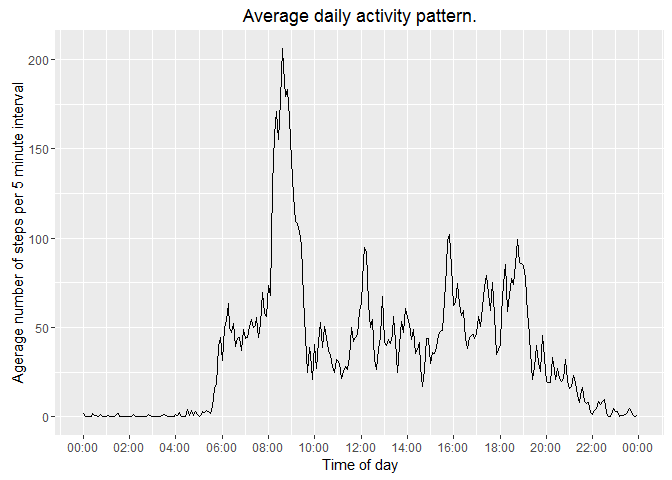 Average daily activity pattern.
Agerage number of steps per 5 minute interval
200
150
100
50
0
00:00 02:00 04:00 06:00 08:00 10:00 12:00 14:00 16:00 18:00 20:00 22:00 00:00
Time of day